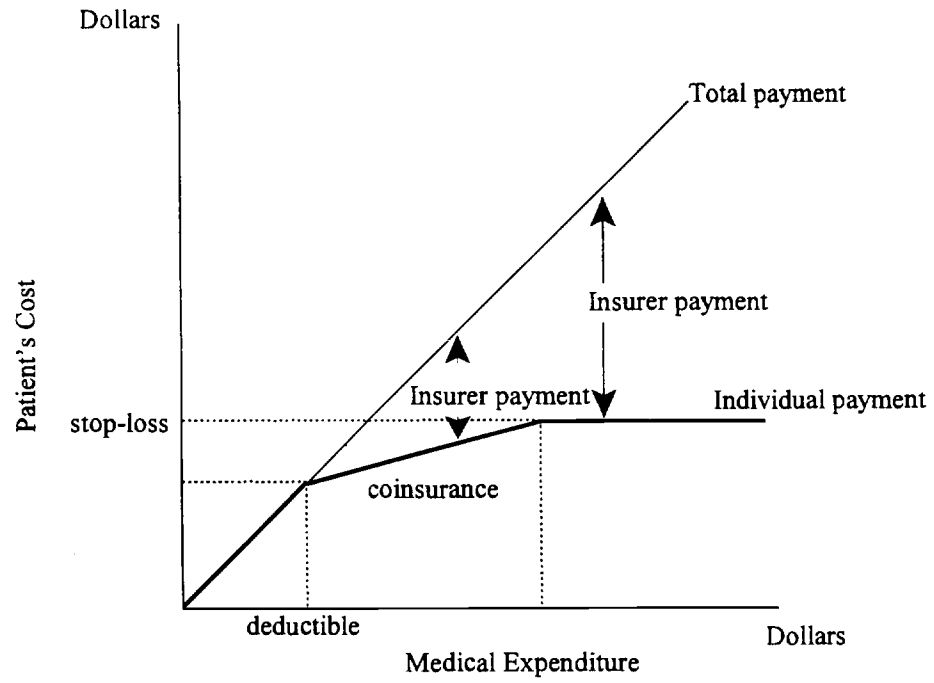 Dollars
Total payment
Insurer payment
Insurer payment
Individual payment
Patient's Cost
stop-loss
coinsurance
deductible
Dollars
Medical Expenditure